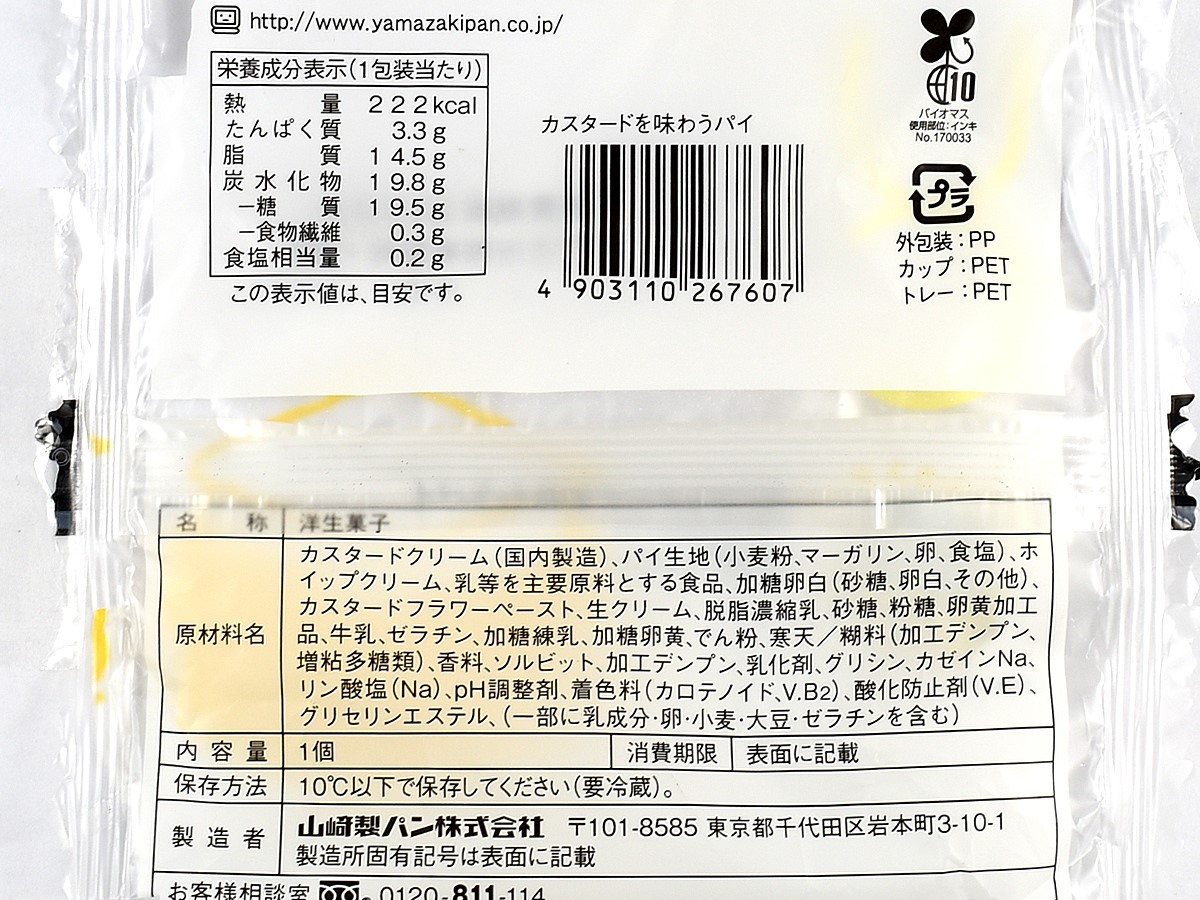 http://www.yamazakipan.co.jp/
栄養成分表示(1包装当たり)
熱量 222kcal
たんぱく質 3.3g
脂質 14.5g
炭水化物 19.8g
－糖質 19.5g
－食物繊維 0.3g
食塩相当量 0.2g
この表示値は、目安です。
カスタードを味わうパイ
4 903110 267607
10
バイオマス
使用部位:インキ
No.170033
プラ
外包装:PP
カップ:PET
トレー:PET
名称 洋生菓子
原材料名
カスタードクリーム(国内製造)、パイ生地(小麦粉、マーガリン、卵、食塩)、ホ
イップクリーム、乳等を主要原料とする食品、加糖卵白(砂糖、卵白、その他)、
カスタードフラワーペースト、生クリーム、脱脂濃縮乳、砂糖、粉糖、卵黄加工
品、牛乳、ゼラチン、加糖練乳、加糖卵黄、でん粉、寒天／糊料(加工デンプン、
増粘多糖類)、香料、ソルビット、加工デンプン、乳化剤、グリシン、カゼインNa、
リン酸塩(Na)、pH調整剤、着色料(カロテノイド、V.B2)、酸化防止剤(V.E)、
グリセリンエステル、(一部に乳成分・卵・小麦・大豆・ゼラチンを含む)
内容量 1個 消費期限 表面に記載
保存方法 10℃以下で保存してください(要冷蔵)。
製造者 山崎製パン株式会社 〒101-8585 東京都千代田区岩本町3-10-1
製造所固有記号は表面に記載
お客様相談室 0120-811-114